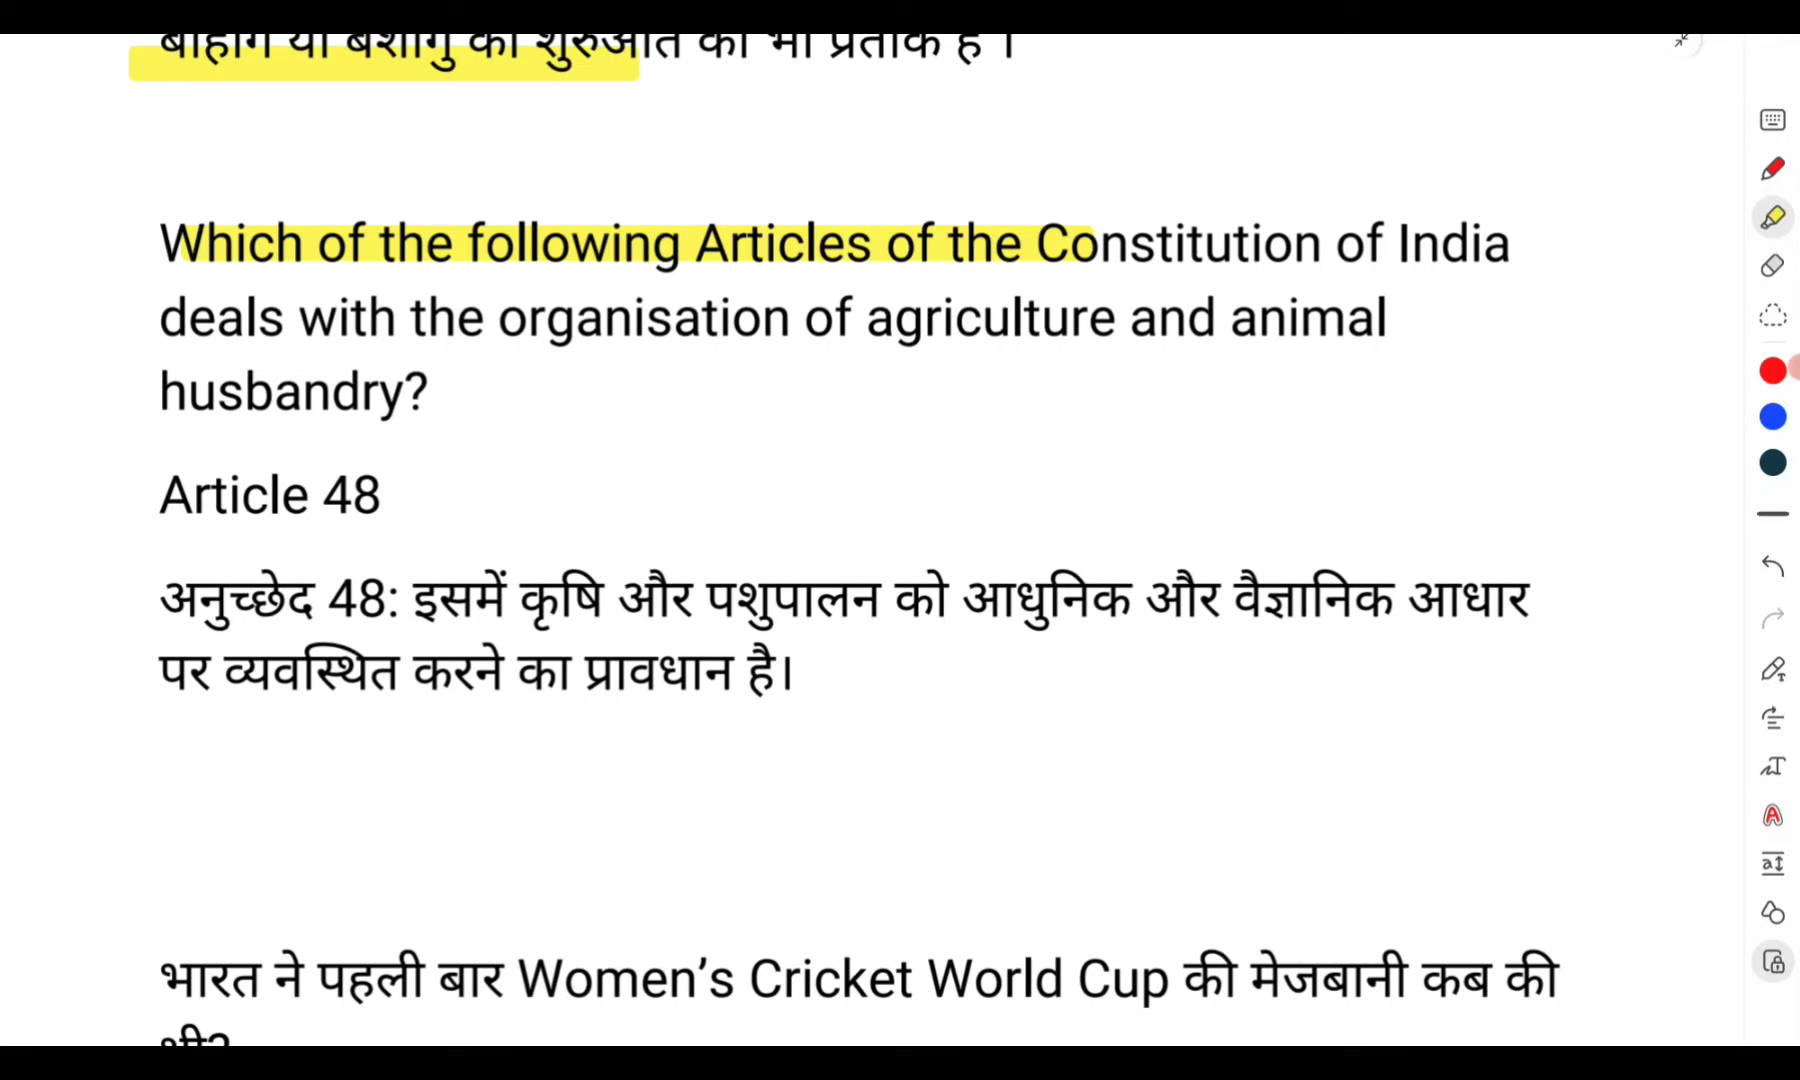 बोहाग या बैशागु की शुरुआत का भी प्रतीक है ।
Which of the following Articles of the Constitution of India
deals with the organisation of agriculture and animal
husbandry?
Article 48
अनुच्छेद 48: इसमें कृषि और पशुपालन को आधुनिक और वैज्ञानिक आधार
पर व्यवस्थित करने का प्रावधान है।
भारत ने पहली बार Women’s Cricket World Cup की मेजबानी कब की